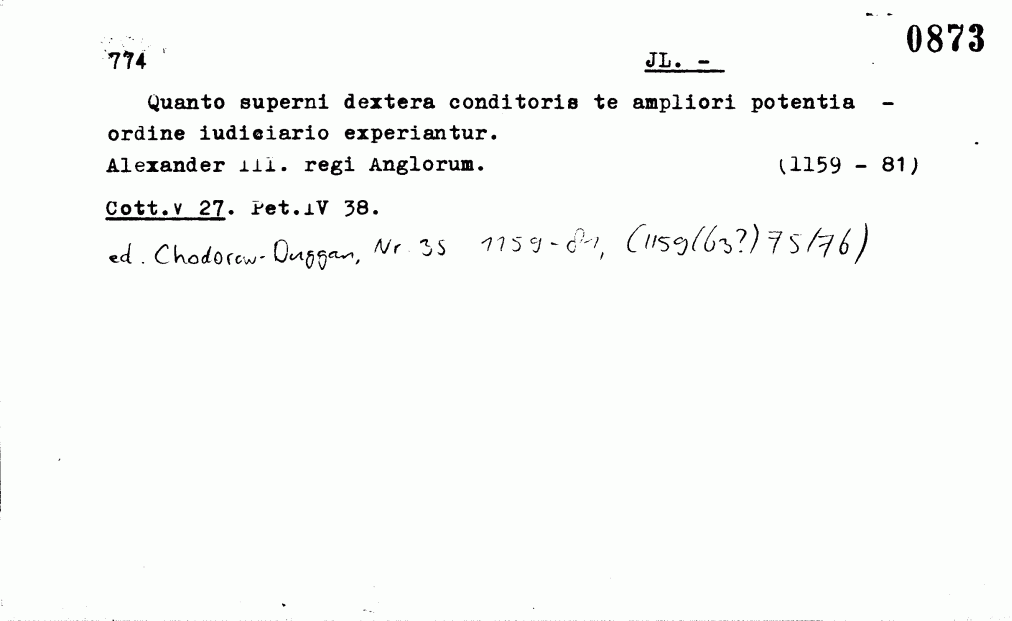 0873
774 JL. -
Quanto superni dextera conditoris te ampliori potentia -
ordine iudiciario experiantur.
Alexander III. regi Anglorum. (1159 - 81)
Cott.V 27. Pet.IV 38.
ed. Chodorow-Duggan, Nr 35 1159-81, (1159(63?)75/76)